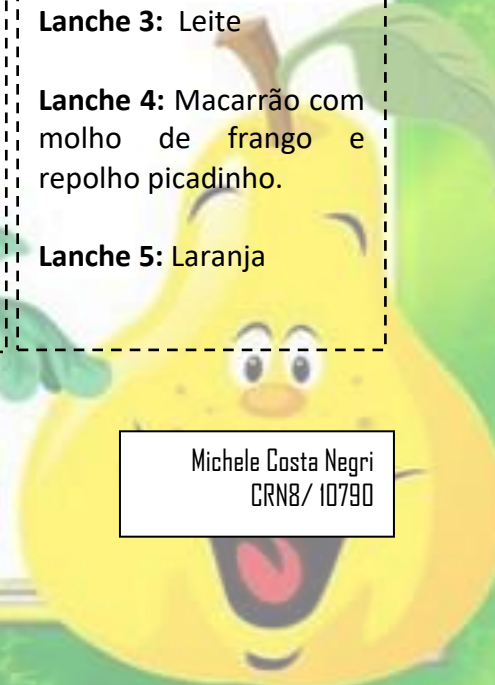 Lanche 3: Leite
Lanche 4: Macarrão com
molho de frango e
repolho picadinho.
Lanche 5: Laranja
Michele Costa Negri
CRN8/ 10790